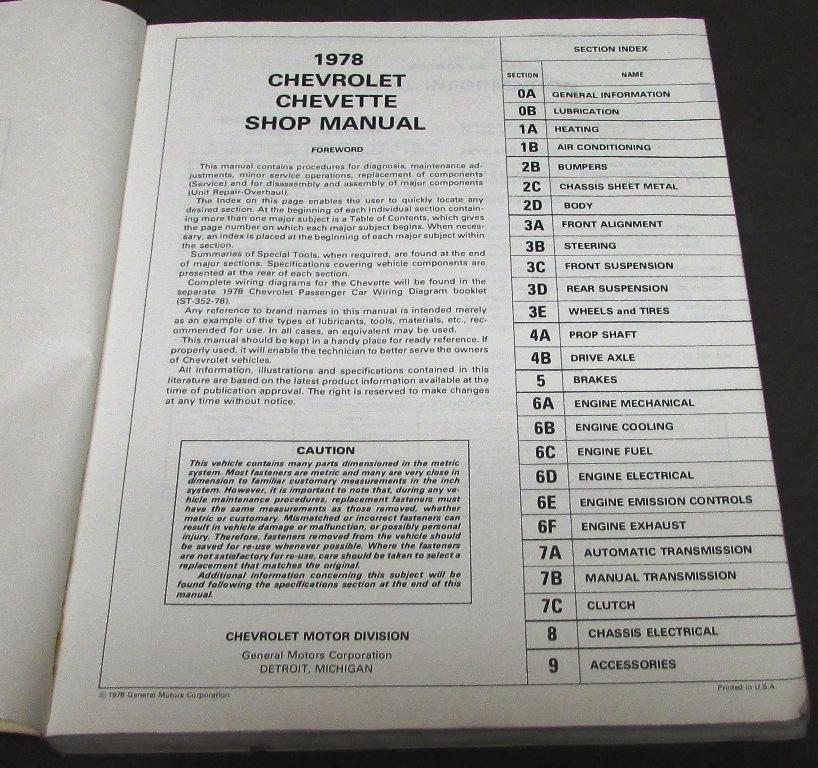 1978
CHEVROLET
CHEVETTE
SHOP MANUAL
FOREWORD
This manual contains procedures for diagnosis, maintenance ad-
justments, minor service operations, replacement of components
(Service) and for disassembly and assembly of major components
(Unit Repair-Overhaul).
The Index on this page enables the user to quickly locate any
desired section. At the beginning of each individual section contain-
ing more than one major subject is a Table of Contents, which gives
the page number on which each major subject begins. When neces-
sary, an index is placed at the beginning of each major subject within
the section.
Summaries of Special Tools, when required, are found at the end
of major sections. Specifications covering vehicle components are
presented at the rear of each section.
Complete wiring diagrams for the Chevette will be found in the
separate 1978 Chevrolet Passenger Car Wiring Diagram booklet
(ST-352-78).
Any reference to brand names in this manual is intended merely
as an example of the types of lubricants, tools, materials, etc., rec-
ommended for use. In all cases, an equivalent may be used.
This manual should be kept in a handy place for ready reference. If
properly used, it will enable the technician to better serve the owners
of Chevrolet vehicles.
All information, illustrations and specifications contained in this
literature are based on the latest product information available at the
time of publication approval. The right is reserved to make changes
at any time without notice.
CAUTION
This vehicle contains many parts dimensioned in the metric
system. Most fasteners are metric and many are very close in
dimension to familiar customary measurements in the inch
system. However, it is important to note that, during any ve-
hicle maintenance procedures, replacement fasteners must
have the same measurements as those removed, whether
metric or customary. Mismatched or incorrect fasteners can
result in vehicle damage or malfunction, or possibly personal
injury. Therefore, fasteners removed from the vehicle should
be saved for re-use whenever possible. Where the fasteners
are not satisfactory for re-use, care should be taken to select a
replacement that matches the original.
Additional information concerning this subject will be
found following the specifications section at the end of this
manual.
CHEVROLET MOTOR DIVISION
General Motors Corporation
DETROIT, MICHIGAN
© 1978 General Motors Corporation
SECTION INDEX
SECTION NAME
0A GENERAL INFORMATION
0B LUBRICATION
1A HEATING
1B AIR CONDITIONING
2B BUMPERS
2C CHASSIS SHEET METAL
2D BODY
3A FRONT ALIGNMENT
3B STEERING
3C FRONT SUSPENSION
3D REAR SUSPENSION
3E WHEELS and TIRES
4A PROP SHAFT
4B DRIVE AXLE
5 BRAKES
6A ENGINE MECHANICAL
6B ENGINE COOLING
6C ENGINE FUEL
6D ENGINE ELECTRICAL
6E ENGINE EMISSION CONTROLS
6F ENGINE EXHAUST
7A AUTOMATIC TRANSMISSION
7B MANUAL TRANSMISSION
7C CLUTCH
8 CHASSIS ELECTRICAL
9 ACCESSORIES
Printed in U.S.A.